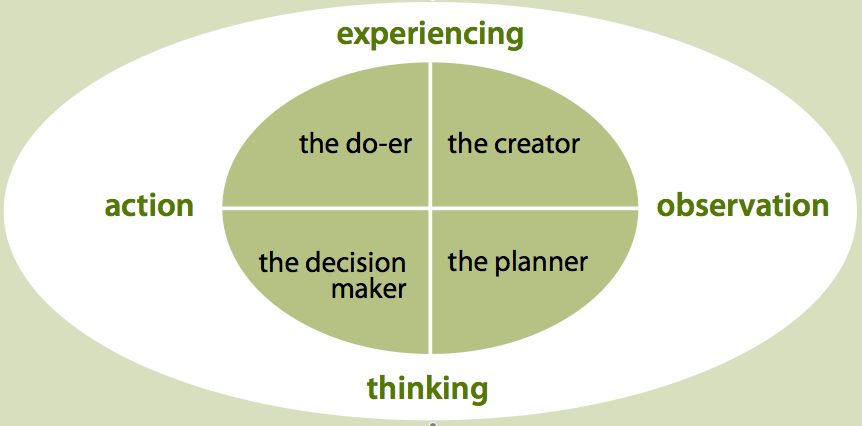 experiencing
the do-er
the creator
action
observation
the decision
maker
the planner
thinking